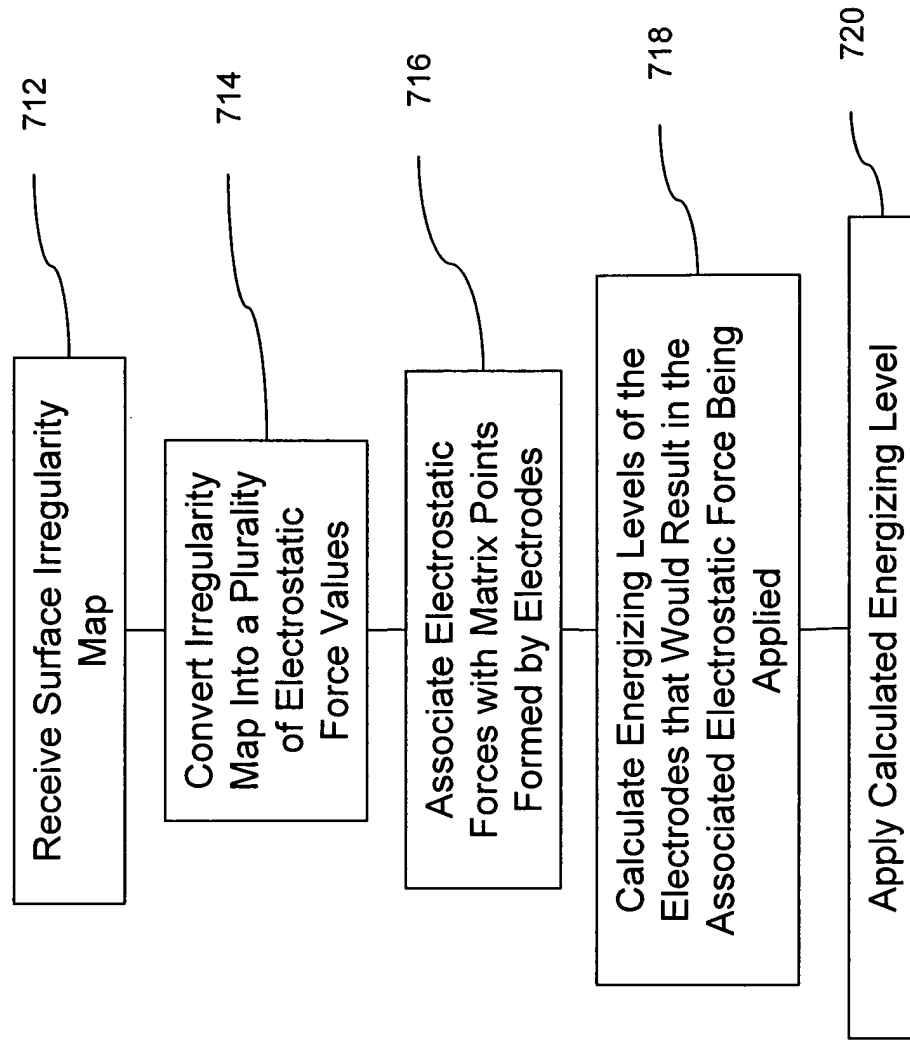 712
Receive Surface Irregularity
Map
714
Convert Irregularity
Map Into a Plurality
of Electrostatic
Force Values
716
Associate Electrostatic
Forces with Matrix Points
Formed by Electrodes
718
Calculate Energizing Levels of the
Electrodes that Would Result in the
Associated Electrostatic Force Being
Applied
720
Apply Calculated Energizing Level